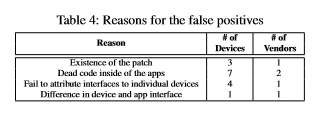 Table 4: Reasons for the false positives
Reason # of Devices # of Vendors
Existence of the patch 3 1
Dead code inside of the apps 7 2
Fail to attribute interfaces to individual devices 4 1
Difference in device and app interface 1 1